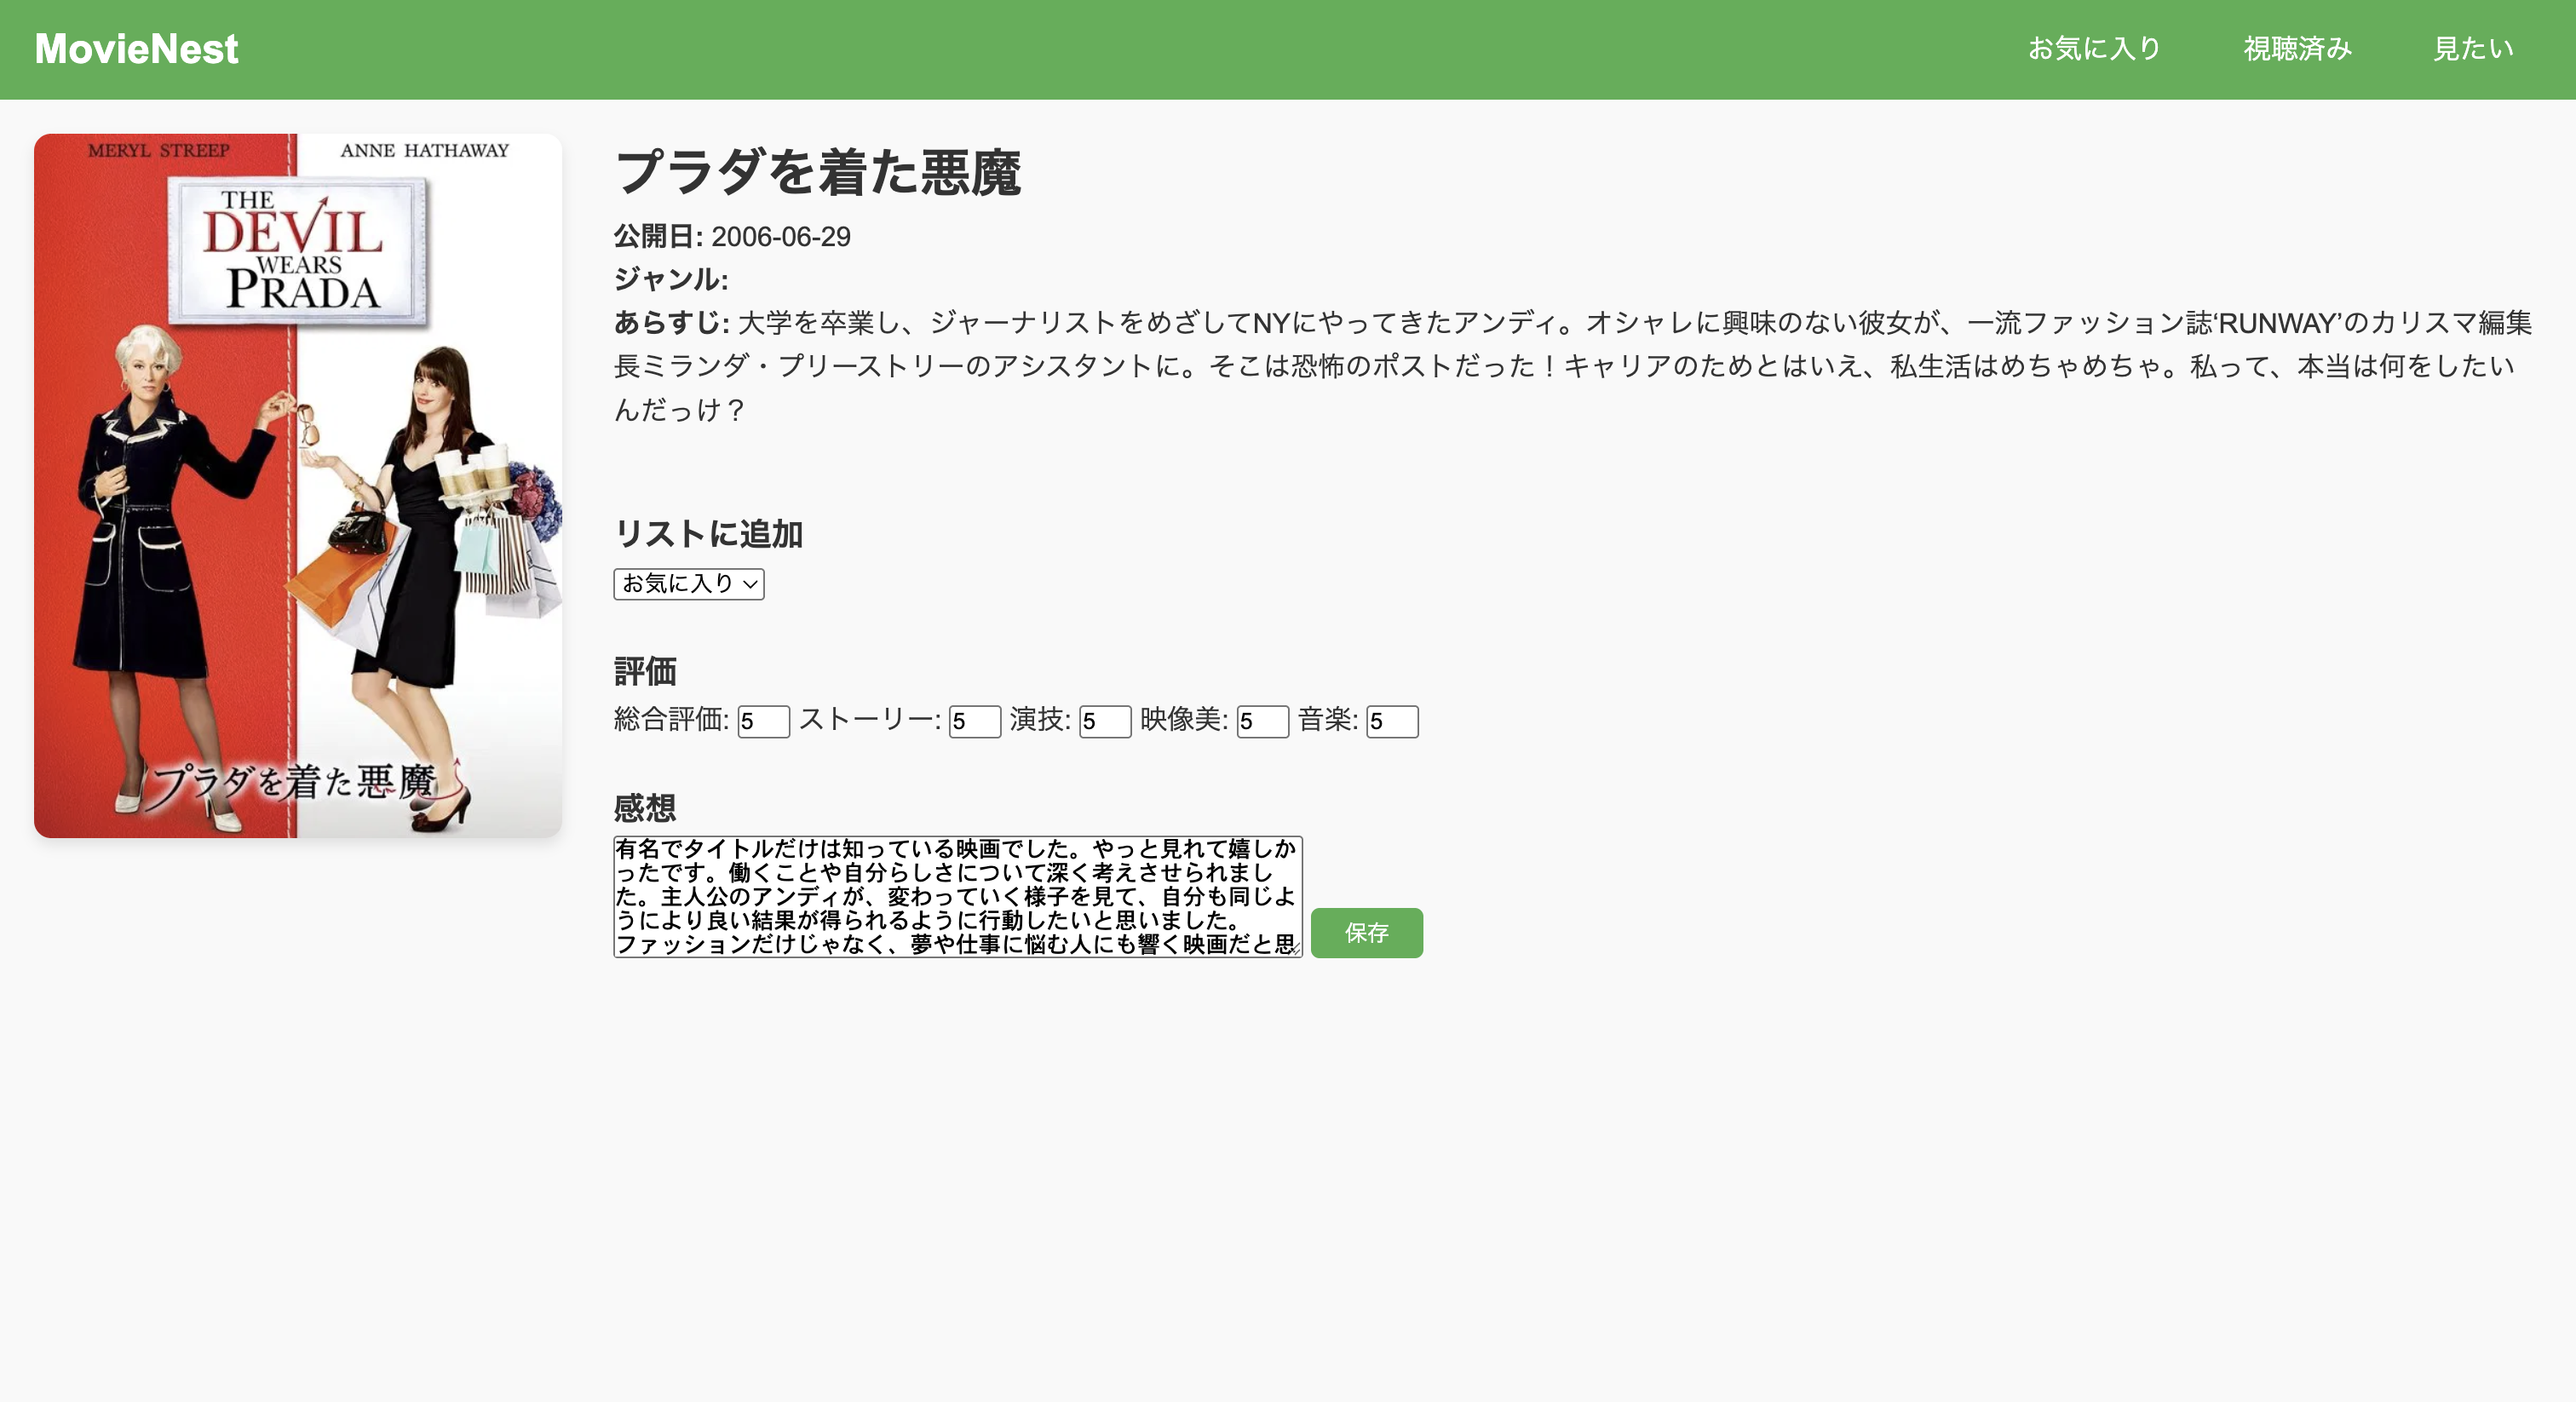 MovieNest
お気に入り 視聴済み 見たい
MERYL STREEP ANNE HATHAWAY
THE
DEVIL
WEARS
PRADA
プラダを着た悪魔
プラダを着た悪魔
公開日: 2006-06-29
ジャンル:
あらすじ: 大学を卒業し、ジャーナリストをめざしてNYにやってきたアンディ。オシャレに興味のない彼女が、一流ファッション誌‘RUNWAY’のカリスマ編集
長ミランダ・プリーストリーのアシスタントに。そこは恐怖のポストだった！キャリアのためとはいえ、私生活はめちゃめちゃ。私って、本当は何をしたい
んだっけ？
リストに追加
お気に入り
評価
総合評価: 5 ストーリー: 5 演技: 5 映像美: 5 音楽: 5
感想
有名でタイトルだけは知っている映画でした。やっと見れて嬉しか
ったです。働くことや自分らしさについて深く考えさせられまし
た。主人公のアンディが、変わっていく様子を見て、自分も同じよ
うにより良い結果が得られるように行動したいと思いました。
ファッションだけじゃなく、夢や仕事に悩む人にも響く映画だと思
保存